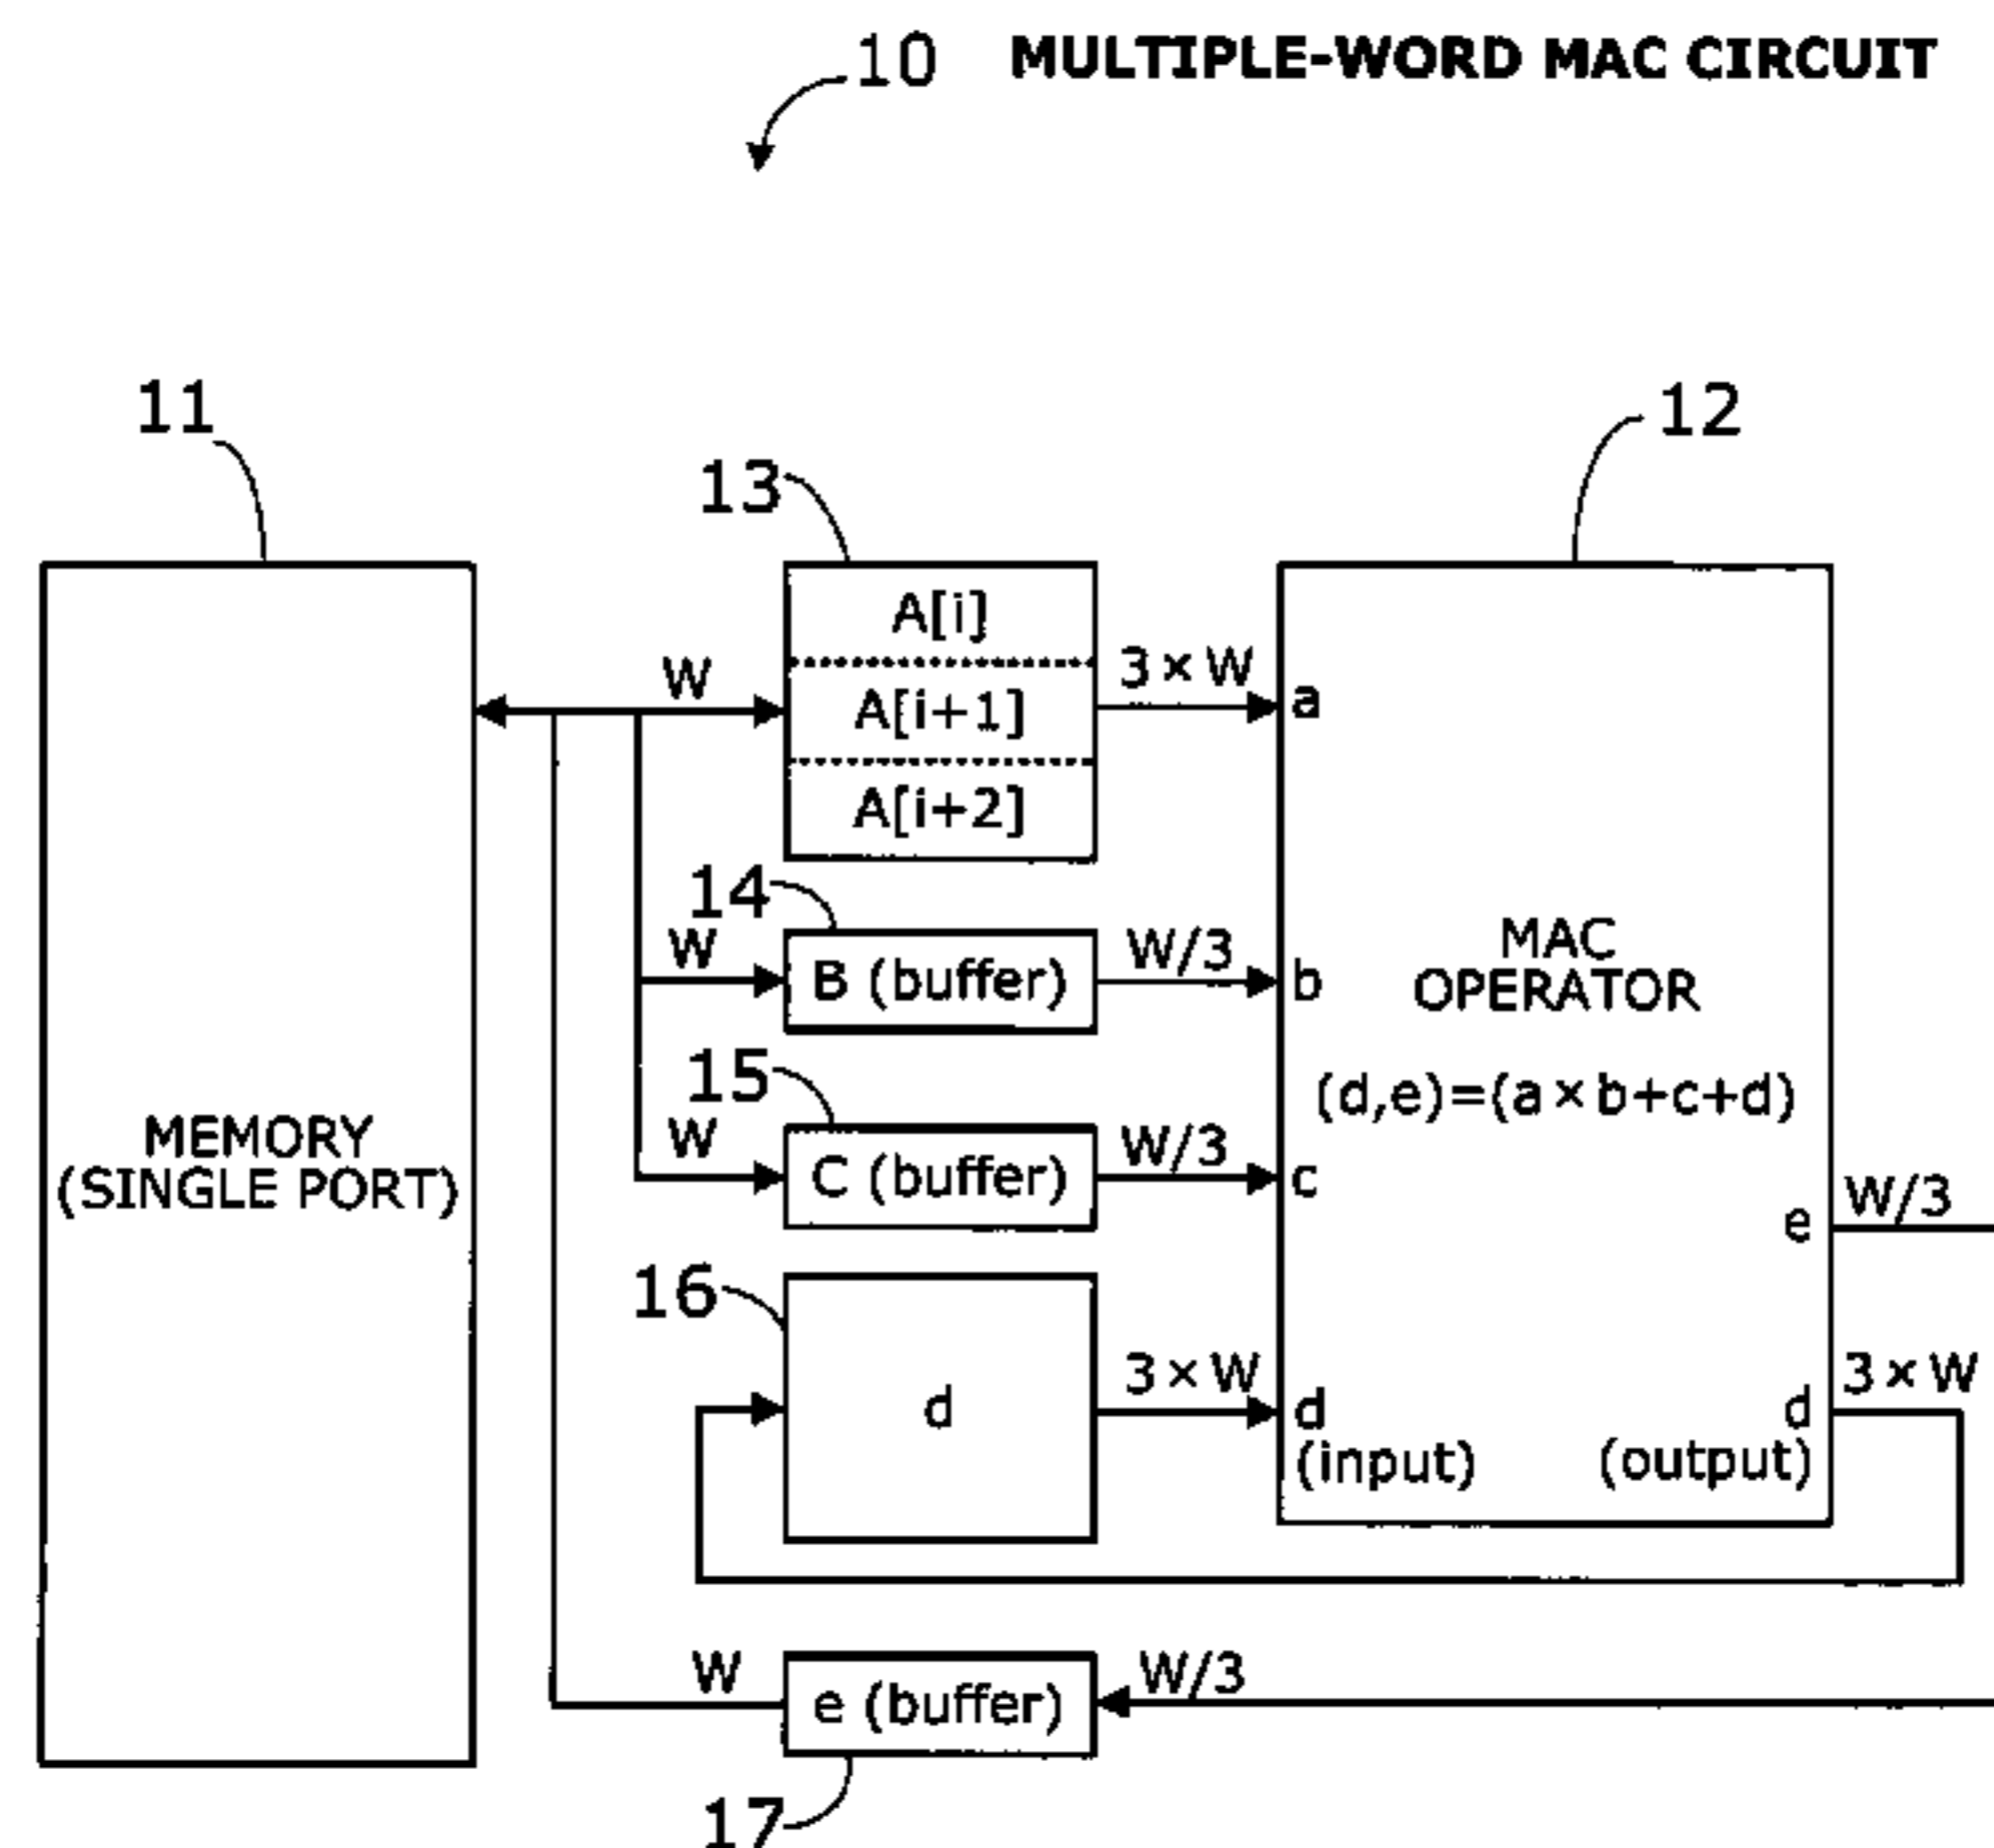 10 MULTIPLE-WORD MAC CIRCUIT
11
12
13
A[i]
A[i+1]
A[i+2]
W
3×W
a
14
W
B (buffer)
W/3
b
MAC
OPERATOR
(d,e)=(a×b+c+d)
15
W
C (buffer)
W/3
c
MEMORY
(SINGLE PORT)
e
W/3
16
d
3×W
d
(input)
d
(output)
3×W
W
e (buffer)
W/3
17